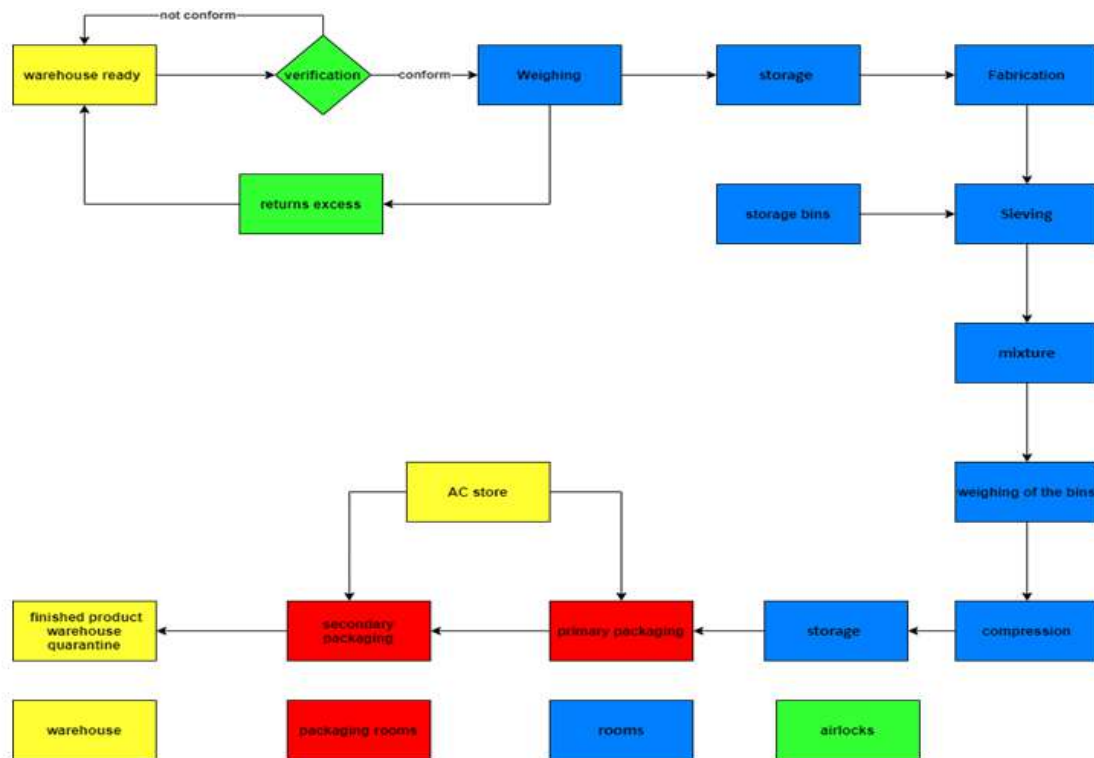 not conform
warehouse ready
verification
conform
Weighing
storage
Fabrication
returns excess
storage bins
Sieving
mixture
AC store
weighing of the bins
finished product
warehouse
quarantine
secondary
packaging
primary packaging
storage
compression
warehouse
packaging rooms
rooms
airlocks